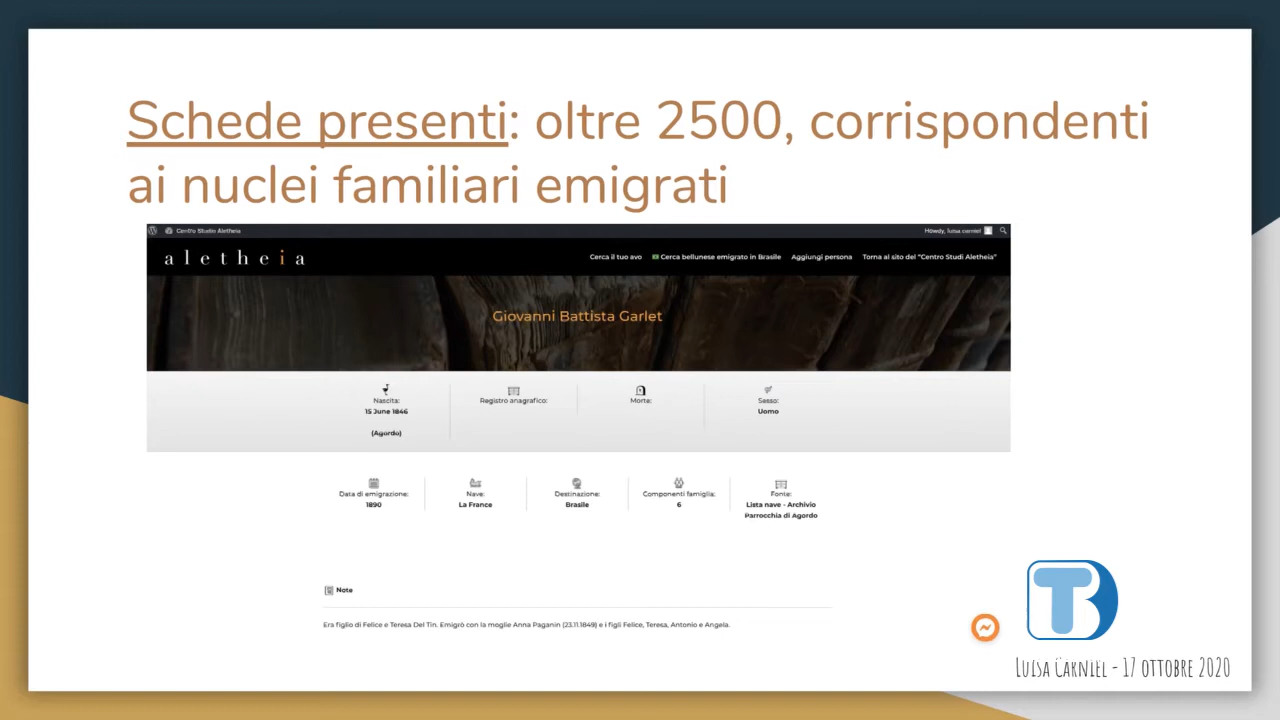 Schede presenti: oltre 2500, corrispondenti
ai nuclei familiari emigrati
Centro Studin Aletheia
Howdy, luisa.carniel
aletheia
Cerca il tuo avo
Cerca bellunese emigrato in Brasile
Aggiungi persona
Torna al sito del "Centro Studi Aletheia"
Giovanni Battista Garlet
Nascita:
15 June 1846
(Agordo)
Registro anagrafico:
Morte:
Sesso:
Uomo
Data di emigrazione:
1890
Nave:
La France
Destinazione:
Brasile
Componenti famiglia:
6
Fonte:
Lista nave - Archivio
Parrocchia di Agordo
Note
Era figlio di Felice e Teresa Del Tin. Emigrò con la moglie Anna Paganin (23.11.1849) e i figli Felice, Teresa, Antonio e Angela.
TB
Luisa Carniel - 17 ottobre 2020